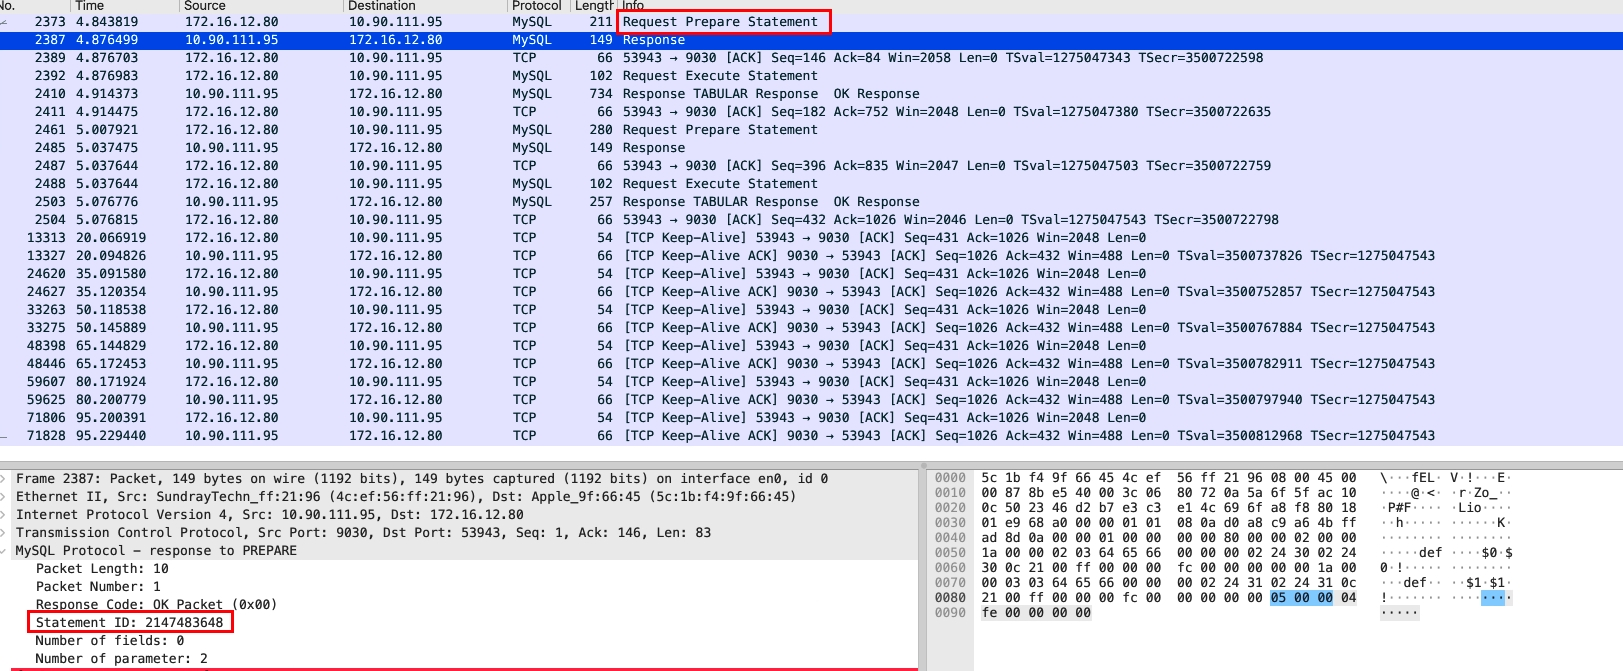 No. Time Source Destination Protocol Length Info
2373 4.843819 172.16.12.80 10.90.111.95 MySQL 211 Request Prepare Statement
2387 4.876499 10.90.111.95 172.16.12.80 MySQL 149 Response
2389 4.876703 172.16.12.80 10.90.111.95 TCP 66 53943 → 9030 [ACK] Seq=146 Ack=84 Win=2058 Len=0 TSval=1275047343 TSecr=3500722598
2392 4.876983 172.16.12.80 10.90.111.95 MySQL 102 Request Execute Statement
2410 4.914373 10.90.111.95 172.16.12.80 MySQL 734 Response TABULAR Response OK Response
2411 4.914475 172.16.12.80 10.90.111.95 TCP 66 53943 → 9030 [ACK] Seq=182 Ack=752 Win=2048 Len=0 TSval=1275047380 TSecr=3500722635
2461 5.007921 172.16.12.80 10.90.111.95 MySQL 280 Request Prepare Statement
2485 5.037475 10.90.111.95 172.16.12.80 MySQL 149 Response
2487 5.037644 172.16.12.80 10.90.111.95 TCP 66 53943 → 9030 [ACK] Seq=396 Ack=835 Win=2047 Len=0 TSval=1275047503 TSecr=3500722759
2488 5.037644 172.16.12.80 10.90.111.95 MySQL 102 Request Execute Statement
2503 5.076776 10.90.111.95 172.16.12.80 MySQL 257 Response TABULAR Response OK Response
2504 5.076815 172.16.12.80 10.90.111.95 TCP 66 53943 → 9030 [ACK] Seq=432 Ack=1026 Win=2046 Len=0 TSval=1275047543 TSecr=3500722798
13313 20.066919 172.16.12.80 10.90.111.95 TCP 54 [TCP Keep-Alive] 53943 → 9030 [ACK] Seq=431 Ack=1026 Win=2048 Len=0
13327 20.094826 10.90.111.95 172.16.12.80 TCP 66 [TCP Keep-Alive ACK] 9030 → 53943 [ACK] Seq=1026 Ack=432 Win=488 Len=0 TSval=3500737826 TSecr=1275047543
24620 35.091580 172.16.12.80 10.90.111.95 TCP 54 [TCP Keep-Alive] 53943 → 9030 [ACK] Seq=431 Ack=1026 Win=2048 Len=0
24627 35.120354 10.90.111.95 172.16.12.80 TCP 66 [TCP Keep-Alive ACK] 9030 → 53943 [ACK] Seq=1026 Ack=432 Win=488 Len=0 TSval=3500752857 TSecr=1275047543
33263 50.118538 172.16.12.80 10.90.111.95 TCP 54 [TCP Keep-Alive] 53943 → 9030 [ACK] Seq=431 Ack=1026 Win=2048 Len=0
33275 50.145889 10.90.111.95 172.16.12.80 TCP 66 [TCP Keep-Alive ACK] 9030 → 53943 [ACK] Seq=1026 Ack=432 Win=488 Len=0 TSval=3500767884 TSecr=1275047543
48398 65.144829 172.16.12.80 10.90.111.95 TCP 54 [TCP Keep-Alive] 53943 → 9030 [ACK] Seq=431 Ack=1026 Win=2048 Len=0
48446 65.172453 10.90.111.95 172.16.12.80 TCP 66 [TCP Keep-Alive ACK] 9030 → 53943 [ACK] Seq=1026 Ack=432 Win=488 Len=0 TSval=3500782911 TSecr=1275047543
59607 80.171924 172.16.12.80 10.90.111.95 TCP 54 [TCP Keep-Alive] 53943 → 9030 [ACK] Seq=431 Ack=1026 Win=2048 Len=0
59625 80.200779 10.90.111.95 172.16.12.80 TCP 66 [TCP Keep-Alive ACK] 9030 → 53943 [ACK] Seq=1026 Ack=432 Win=488 Len=0 TSval=3500797940 TSecr=1275047543
71806 95.200391 172.16.12.80 10.90.111.95 TCP 54 [TCP Keep-Alive] 53943 → 9030 [ACK] Seq=431 Ack=1026 Win=2048 Len=0
71828 95.229440 10.90.111.95 172.16.12.80 TCP 66 [TCP Keep-Alive ACK] 9030 → 53943 [ACK] Seq=1026 Ack=432 Win=488 Len=0 TSval=3500812968 TSecr=1275047543
Frame 2387: Packet, 149 bytes on wire (1192 bits), 149 bytes captured (1192 bits) on interface en0, id 0
Ethernet II, Src: SundrayTechn_ff:21:96 (4c:ef:56:ff:21:96), Dst: Apple_9f:66:45 (5c:1b:f4:9f:66:45)
Internet Protocol Version 4, Src: 10.90.111.95, Dst: 172.16.12.80
Transmission Control Protocol, Src Port: 9030, Dst Port: 53943, Seq: 1, Ack: 146, Len: 83
MySQL Protocol - response to PREPARE
Packet Length: 10
Packet Number: 1
Response Code: OK Packet (0x00)
Statement ID: 2147483648
Number of fields: 0
Number of parameter: 2
0000 5c 1b f4 9f 66 45 4c ef 56 ff 21 96 08 00 45 00 \···fEL· V·!···E·
0010 00 87 8b e5 40 00 3c 06 80 72 0a 5a 6f 5f ac 10 ····@·<· ·r·Zo_··
0020 0c 50 23 46 d2 b7 e3 c3 e1 4c 69 6f a8 f8 80 18 ·P#F···· ·Lio····
0030 01 e9 68 a0 00 00 01 01 08 0a d0 a8 c9 a6 4b ff ··h····· ······K·
0040 ad 8d 0a 00 00 01 00 00 00 00 80 00 00 02 00 00 ········ ········
0050 1a 00 00 02 03 64 65 66 00 00 00 02 24 30 02 24 ·····def ····$0·$
0060 30 0c 21 00 ff 00 00 00 fc 00 00 00 00 00 1a 00 0·!····· ········
0070 00 03 03 64 65 66 00 00 00 02 24 31 02 24 31 0c ···def·· ··$1·$1·
0080 21 00 ff 00 00 00 fc 00 00 00 00 00 05 00 00 04 !······· ········
0090 fe 00 00 00 00 ·····